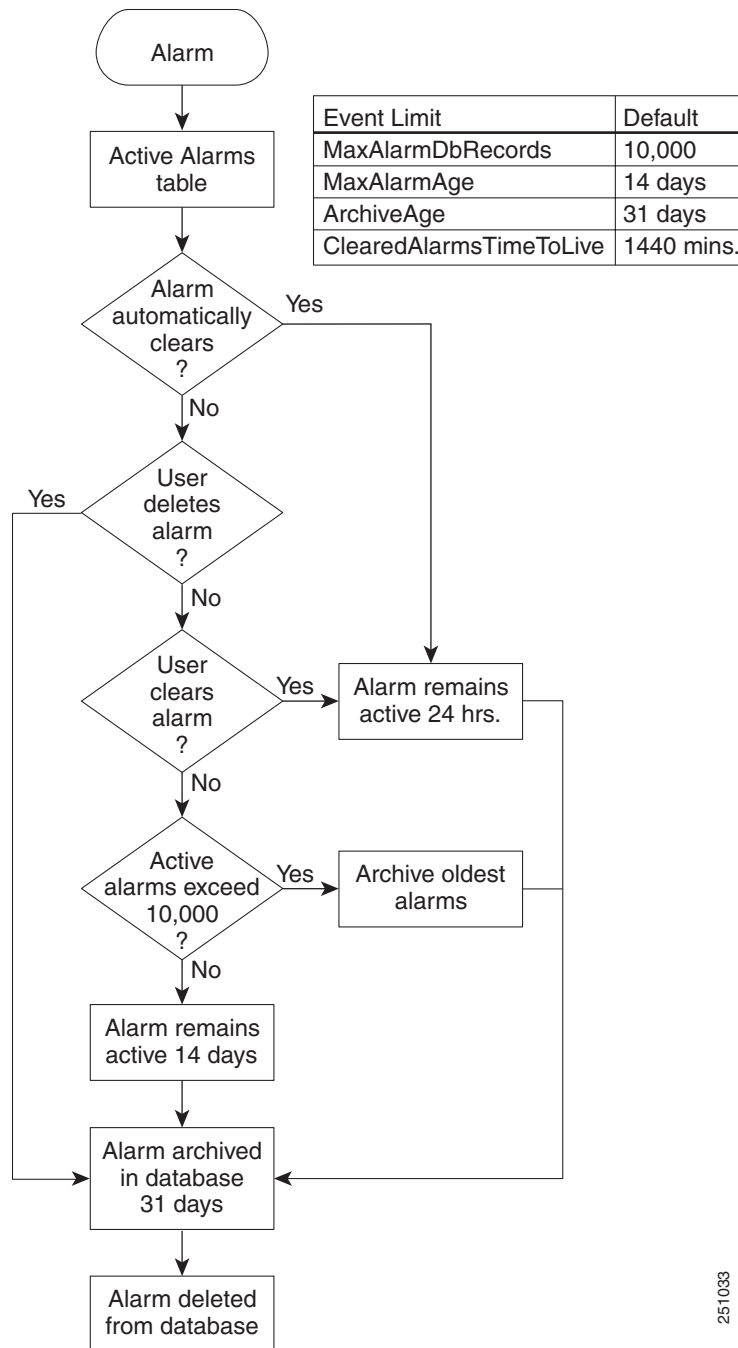 Alarm
Event Limit Default
MaxAlarmDbRecords 10,000
MaxAlarmAge 14 days
ArchiveAge 31 days
ClearedAlarmsTimeToLive 1440 mins.
Active Alarms
table
Alarm
automatically
clears
?
Yes
No
User
deletes
alarm
?
Yes
No
User
clears
alarm
?
Yes
Alarm remains
active 24 hrs.
No
Active
alarms exceed
10,000
?
Yes
Archive oldest
alarms
No
Alarm remains
active 14 days
Alarm archived
in database
31 days
Alarm deleted
from database
251033